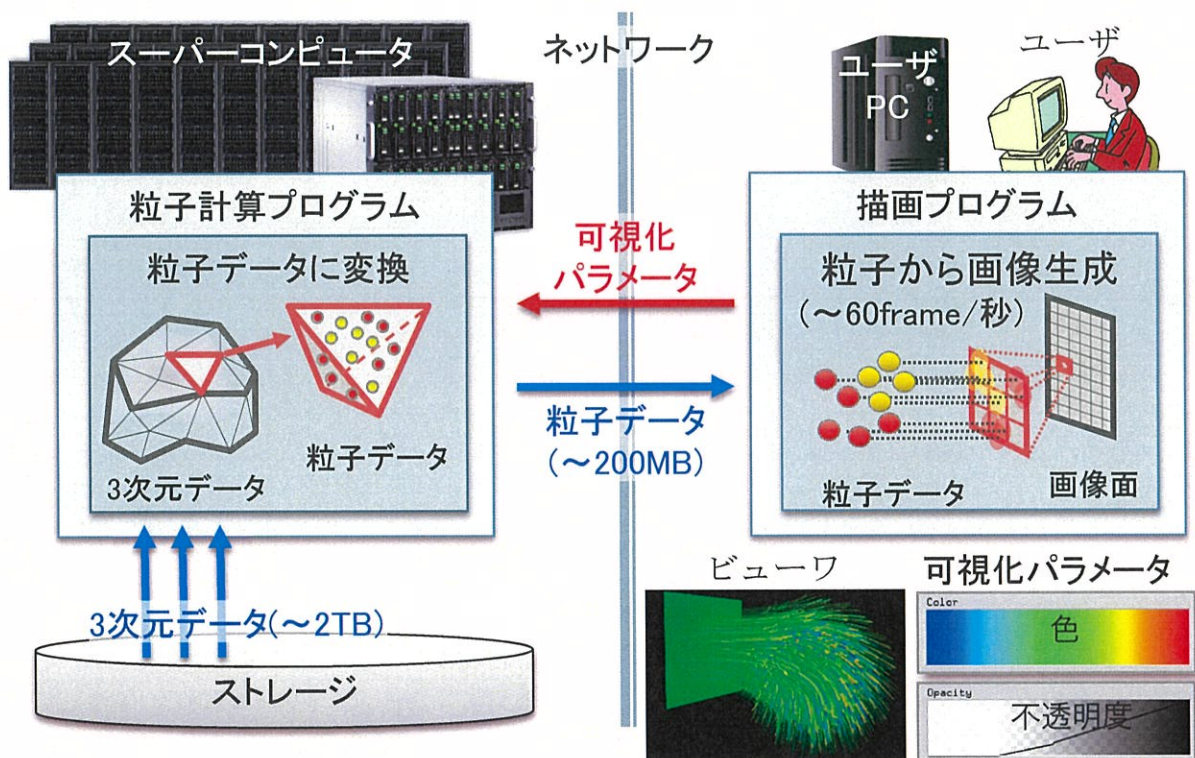 スーパーコンピュータ
ネットワーク
ユーザ
PC
ユーザ
粒子計算プログラム
粒子データに変換
粒子データ
3次元データ
3次元データ(～2TB)
ストレージ
可視化
パラメータ
粒子データ
(～200MB)
描画プログラム
粒子から画像生成
(～60frame/秒)
粒子データ
画像面
ビューワ
可視化パラメータ
Color
色
Opacity
不透明度